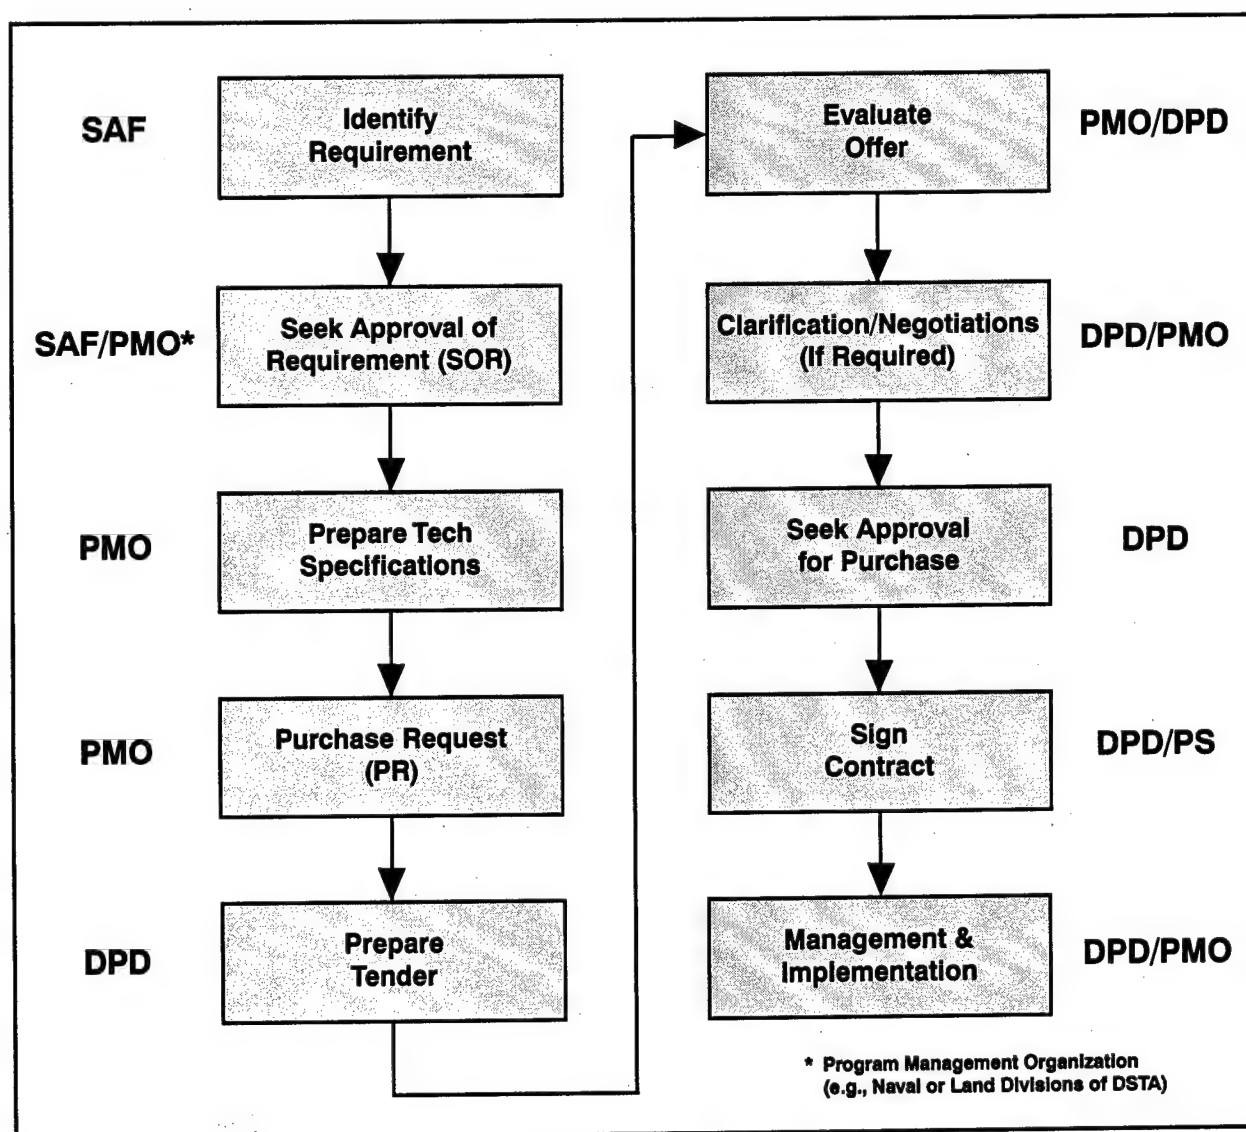 SAF
Identify
Requirement
SAF/PMO*
Seek Approval of
Requirement (SOR)
PMO
Prepare Tech
Specifications
PMO
Purchase Request
(PR)
DPD
Prepare
Tender
Evaluate
Offer
PMO/DPD
Clarification/Negotiations
(If Required)
DPD/PMO
Seek Approval
for Purchase
DPD
Sign
Contract
DPD/PS
Management &
Implementation
DPD/PMO
* Program Management Organization
(e.g., Naval or Land Divisions of DSTA)